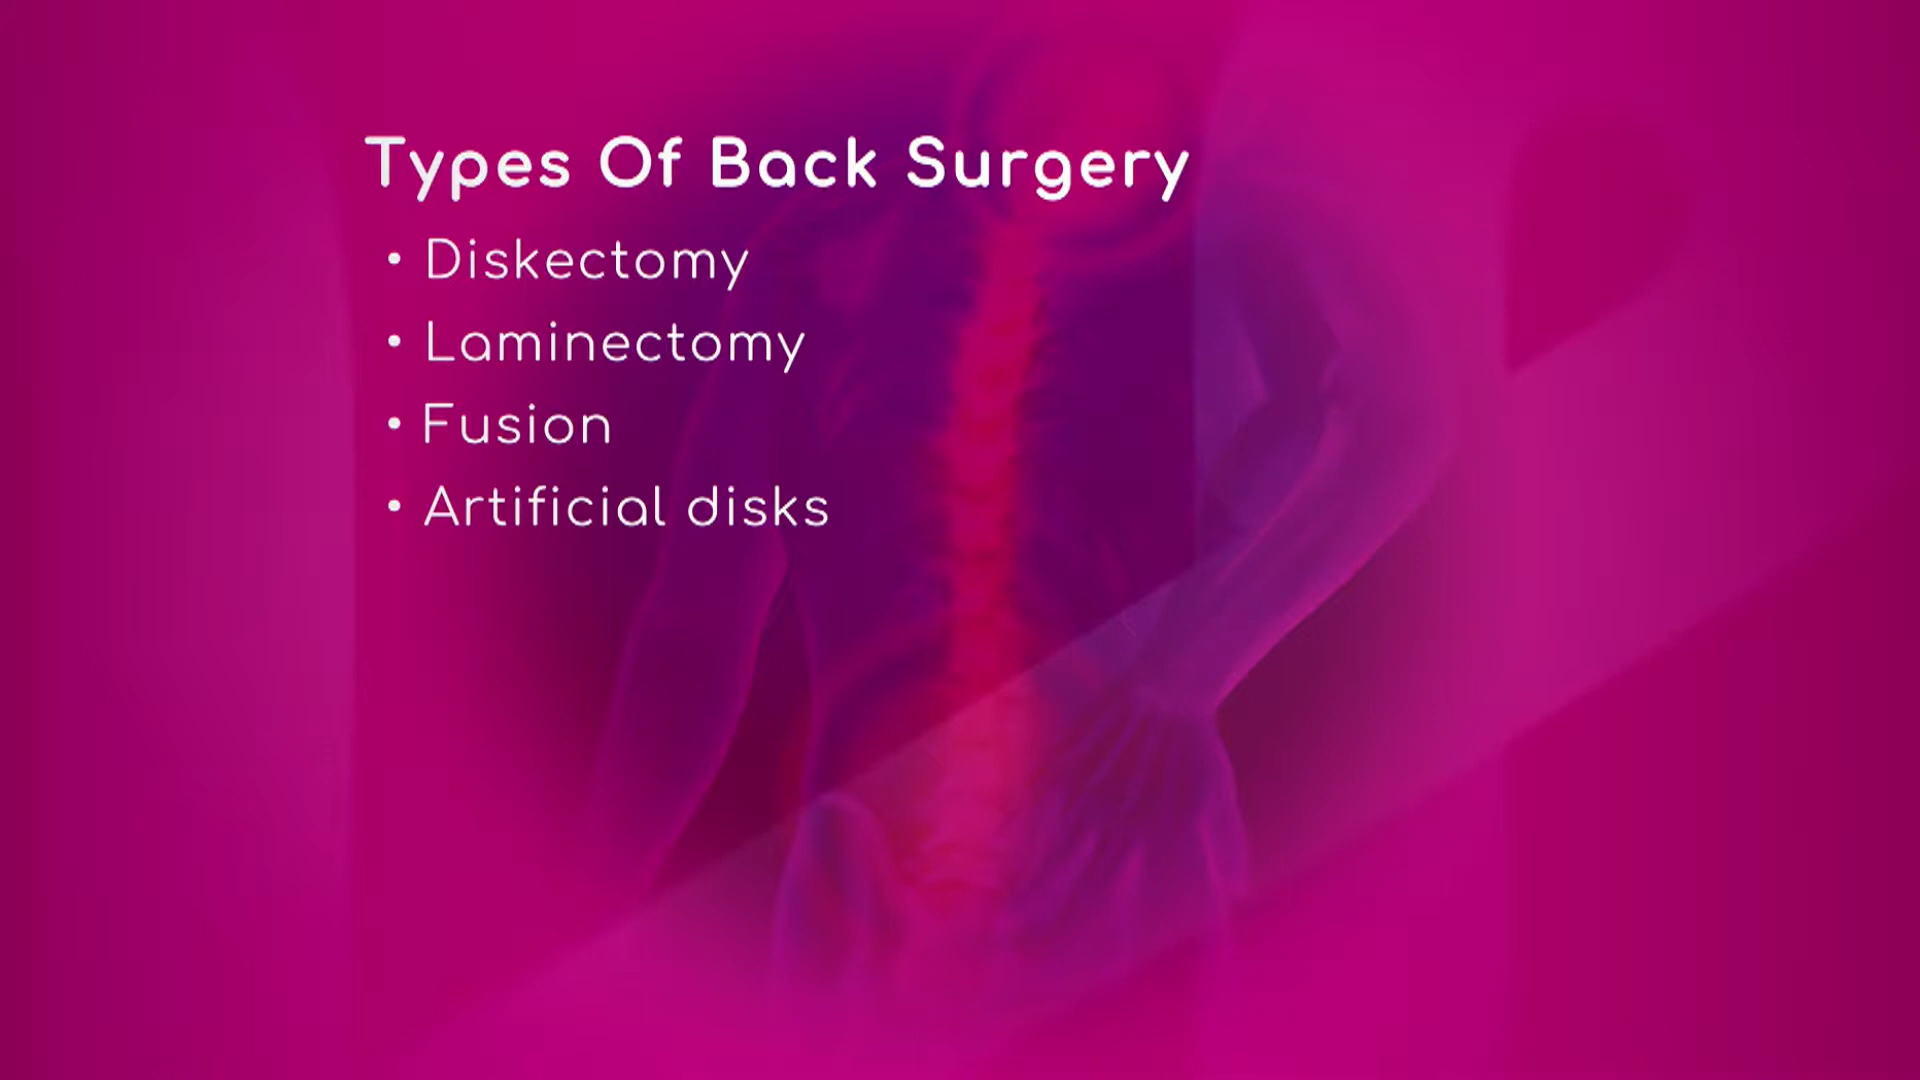 Types Of Back Surgery
• Diskectomy
• Laminectomy
• Fusion
• Artificial disks